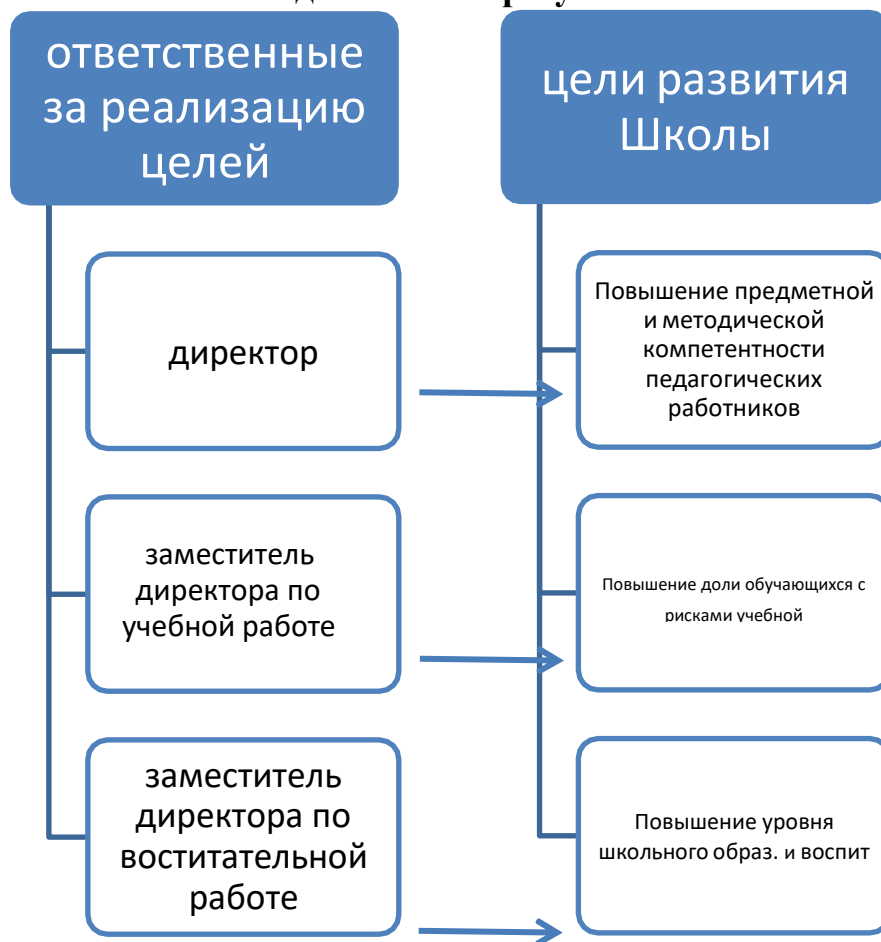 ответственные
за реализацию
целей
цели развития
Школы
директор
Повышение предметной
и методической
компетентности
педагогических
работников
заместитель
директора по
учебной работе
Повышение доли обучающихся с
рисками учебной
заместитель
директора по
воститательной
работе
Повышение уровня
школьного образ. и воспит